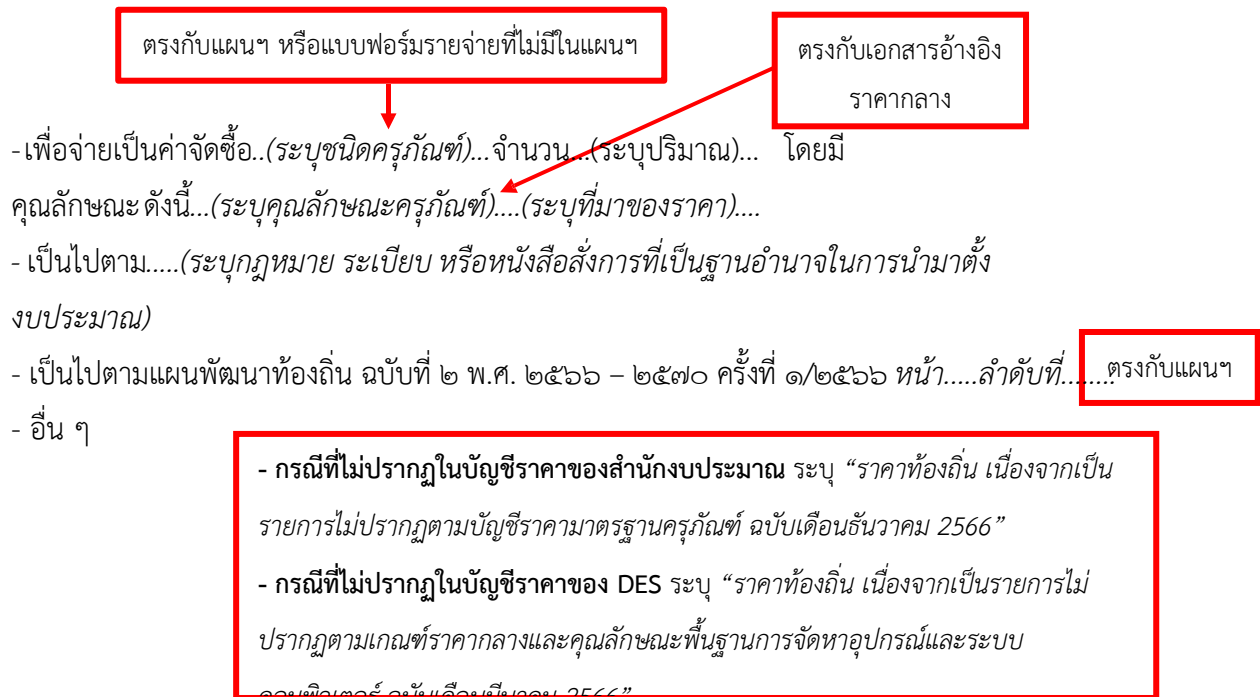 ตรงกับแผนฯ หรือแบบฟอร์มรายจ่ายที่ไม่มีในแผนฯ
ตรงกับเอกสารอ้างอิง
ราคากลาง
- เพื่อจ่ายเป็นค่าจัดซื้อ..(ระบุชนิดครุภัณฑ์)...จำนวน...(ระบุปริมาณ)... โดยมี
คุณลักษณะ ดังนี้...(ระบุคุณลักษณะครุภัณฑ์)....(ระบุที่มาของราคา)....
- เป็นไปตาม.....(ระบุกฎหมาย ระเบียบ หรือหนังสือสั่งการที่เป็นฐานอำนาจในการนำมาตั้ง
งบประมาณ)
- เป็นไปตามแผนพัฒนาท้องถิ่น ฉบับที่ ๒ พ.ศ. ๒๕๖๖ – ๒๕๗๐ ครั้งที่ ๑/๒๕๖๖ หน้า.....ลำดับที่........
ตรงกับแผนฯ
- อื่น ๆ
- กรณีที่ไม่ปรากฏในบัญชีราคาของสำนักงบประมาณ ระบุ “ราคาท้องถิ่น เนื่องจากเป็น
รายการไม่ปรากฏตามบัญชีราคามาตรฐานครุภัณฑ์ ฉบับเดือนธันวาคม 2566”
- กรณีที่ไม่ปรากฏในบัญชีราคาของ DES ระบุ “ราคาท้องถิ่น เนื่องจากเป็นรายการไม่
ปรากฏตามเกณฑ์ราคากลางและคุณลักษณะพื้นฐานการจัดหาอุปกรณ์และระบบ
คอมพิวเตอร์ ฉบับเดือนมีนาคม 2566”